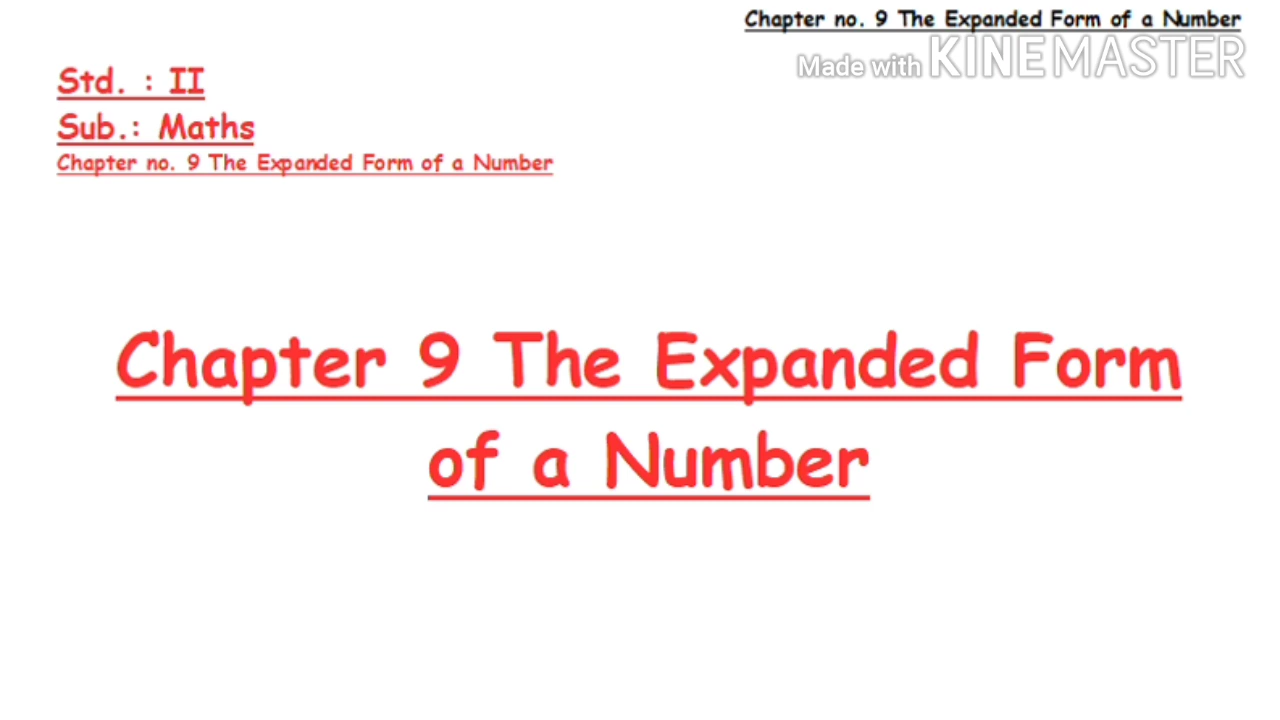 Chapter no. 9 The Expanded Form of a Number
Made with KINEMASTER
Std. : II
Sub.: Maths
Chapter no. 9 The Expanded Form of a Number
Chapter 9 The Expanded Form
of a Number